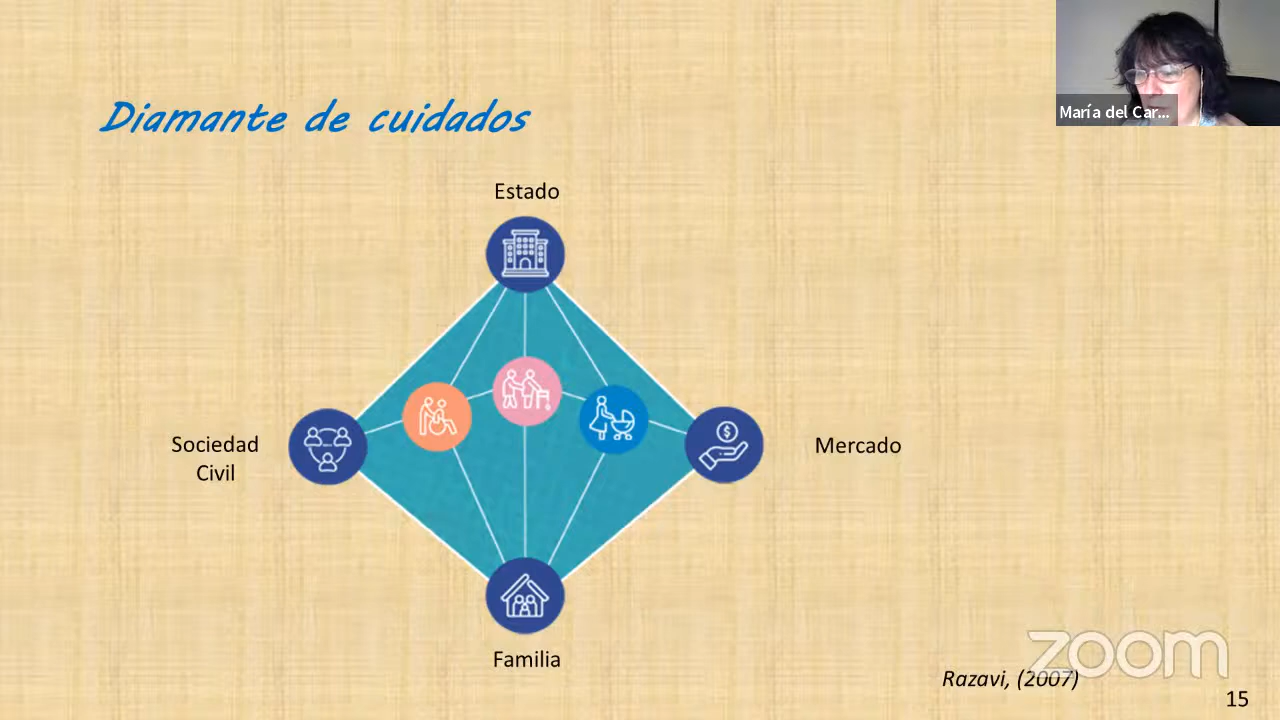 María del Car...
Diamante de cuidados
Estado
Sociedad
Civil
Mercado
Familia
zoom
Razavi, (2007)
15